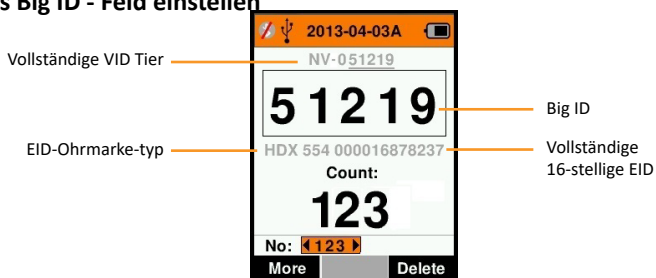 s Big ID - Feld einstellen
2013-04-03A
Vollständige VID Tier
NV-051219
51219
Big ID
EID-Ohrmarke-typ
HDX 554 000016878237
Vollständige
16-stellige EID
Count:
123
No: 123
More Delete